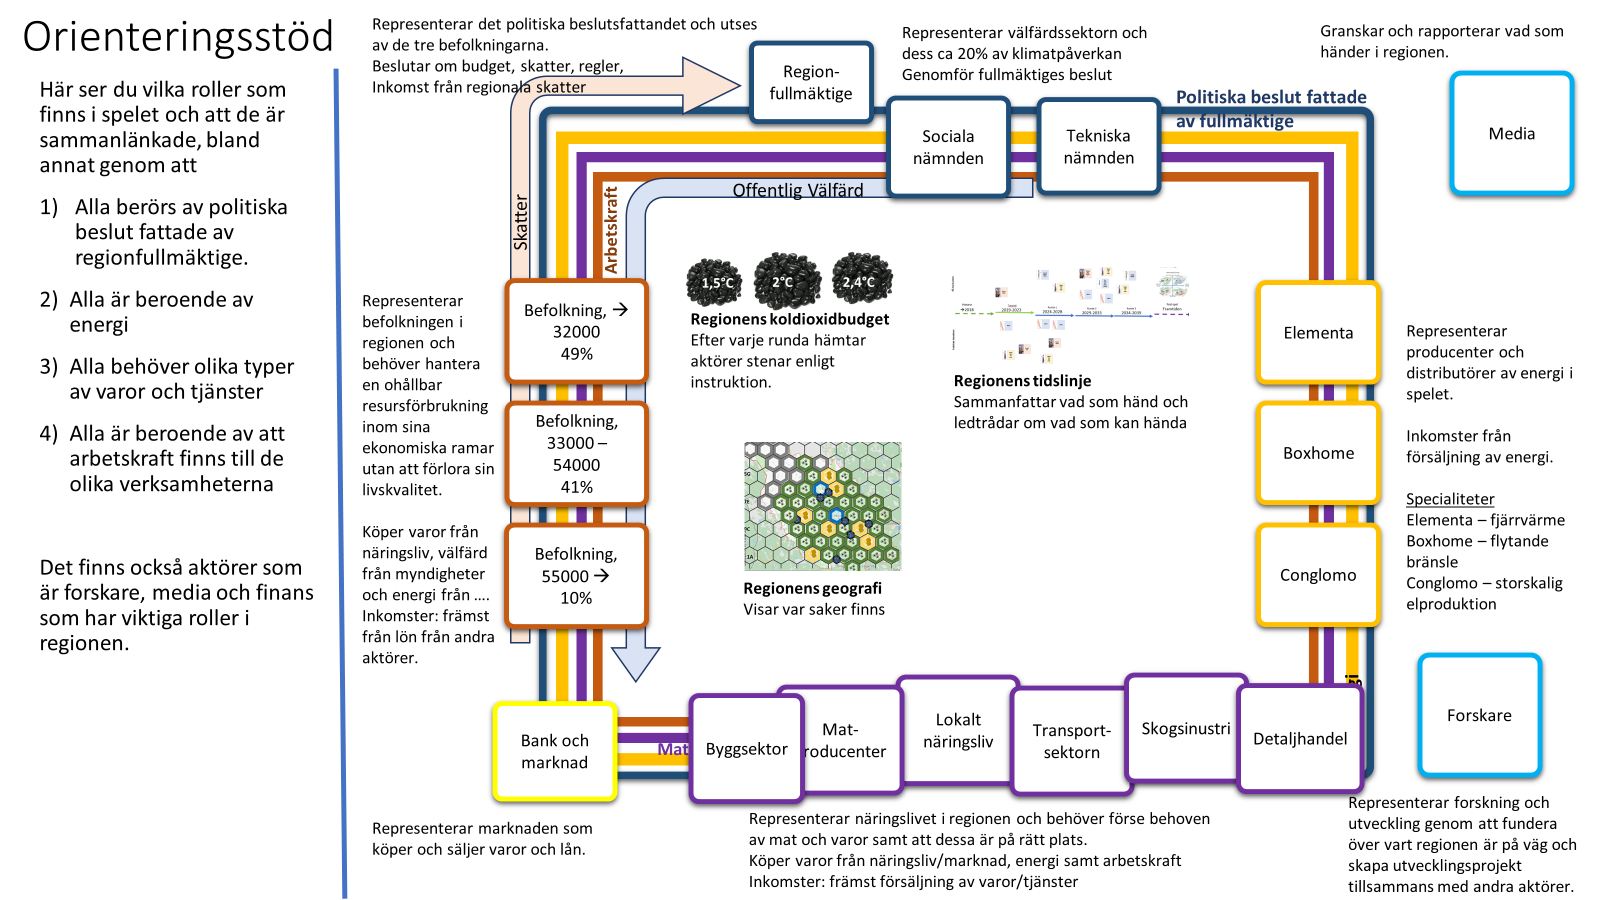 Orienteringsstöd
Här ser du vilka roller som
finns i spelet och att de är
sammanlänkade, bland
annat genom att
1) Alla berörs av politiska
beslut fattade av
regionfullmäktige.
2) Alla är beroende av
energi
3) Alla behöver olika typer
av varor och tjänster
4) Alla är beroende av att
arbetskraft finns till de
olika verksamheterna
Det finns också aktörer som
är forskare, media och finans
som har viktiga roller i
regionen.
Representerar det politiska beslutsfattandet och utses
av de tre befolkningarna.
Beslutar om budget, skatter, regler,
Inkomst från regionala skatter
Region-
fullmäktige
Representerar välfärdssektorn och
dess ca 20% av klimatpåverkan
Genomför fullmäktiges beslut
Granskar och rapporterar vad som
händer i regionen.
Politiska beslut fattade
av fullmäktige
Sociala
nämnden
Tekniska
nämnden
Media
Offentlig Välfärd
Skatter
Arbetskraft
Representerar
befolkningen i
regionen och
behöver hantera
en ohållbar
resursförbrukning
inom sina
ekonomiska ramar
utan att förlora sin
livskvalitet.
Köper varor från
näringsliv, välfärd
från myndigheter
och energi från ....
Inkomster: främst
från lön från andra
aktörer.
Befolkning, →
32000
49%
Befolkning,
33000 –
54000
41%
Befolkning,
55000 →
10%
1,5°C
2°C
2,4°C
Regionens koldioxidbudget
Efter varje runda hämtar
aktörer stenar enligt
instruktion.
Regionens tidslinje
Sammanfattar vad som händ och
ledtrådar om vad som kan hända
Regionens geografi
Visar var saker finns
Elementa
Boxhome
Conglomo
Representerar
producenter och
distributörer av energi i
spelet.
Inkomster från
försäljning av energi.
Specialiteter
Elementa – fjärrvärme
Boxhome – flytande
bränsle
Conglomo – storskalig
elproduktion
Bank och
marknad
Mat
Byggsektor
Mat-
roducenter
Lokalt
näringsliv
Transport-
sektorn
Skogsinustri
Detaljhandel
Forskare
Representerar marknaden som
köper och säljer varor och lån.
Representerar näringslivet i regionen och behöver förse behoven
av mat och varor samt att dessa är på rätt plats.
Köper varor från näringsliv/marknad, energi samt arbetskraft
Inkomster: främst försäljning av varor/tjänster
Representerar forskning och
utveckling genom att fundera
över vart regionen är på väg och
skapa utvecklingsprojekt
tillsammans med andra aktörer.